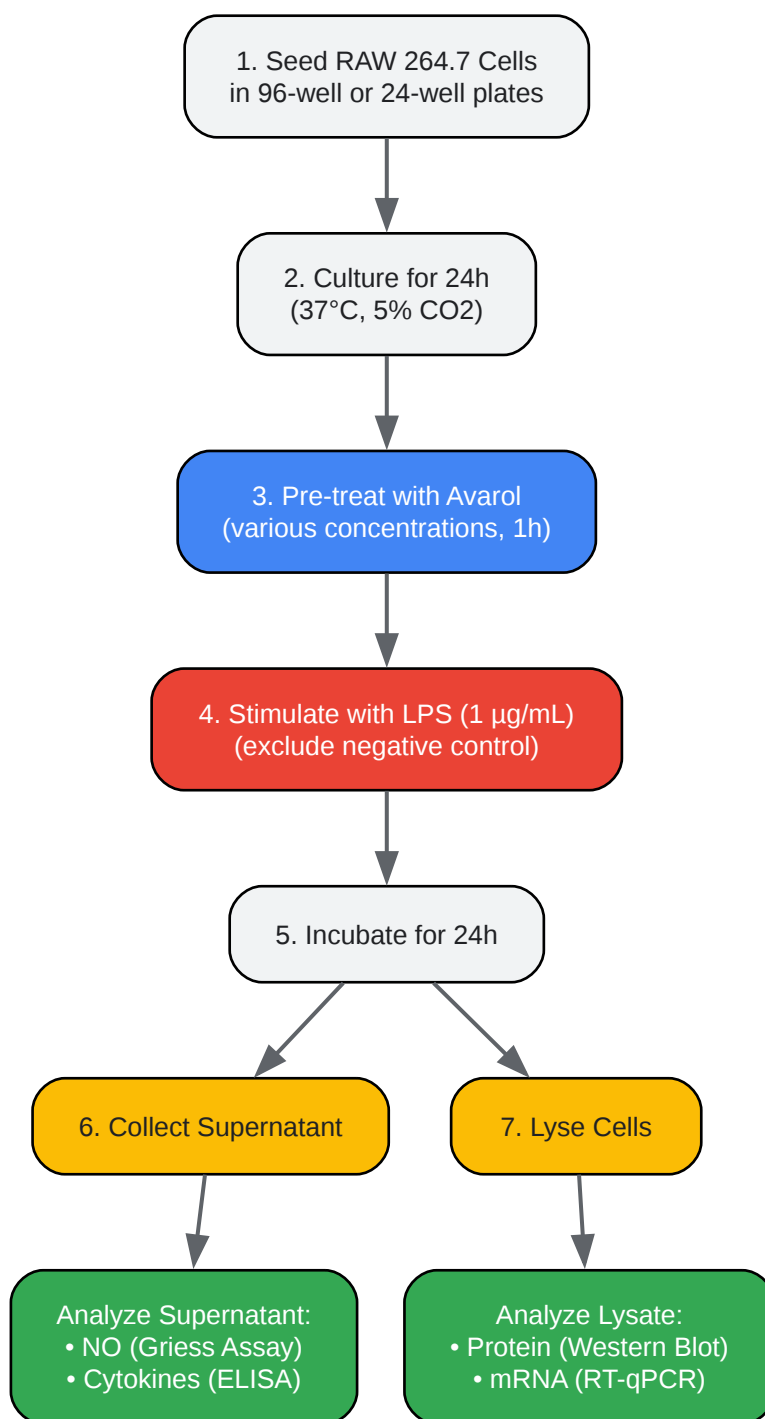 1. Seed RAW 264.7 Cells
in 96-well or 24-well plates
2. Culture for 24h
(37°C, 5% CO2)
3. Pre-treat with Avarol
(various concentrations, 1h)
4. Stimulate with LPS (1 µg/mL)
(exclude negative control)
5. Incubate for 24h
6. Collect Supernatant
7. Lyse Cells
Analyze Supernatant:
• NO (Griess Assay)
• Cytokines (ELISA)
Analyze Lysate:
• Protein (Western Blot)
• mRNA (RT-qPCR)